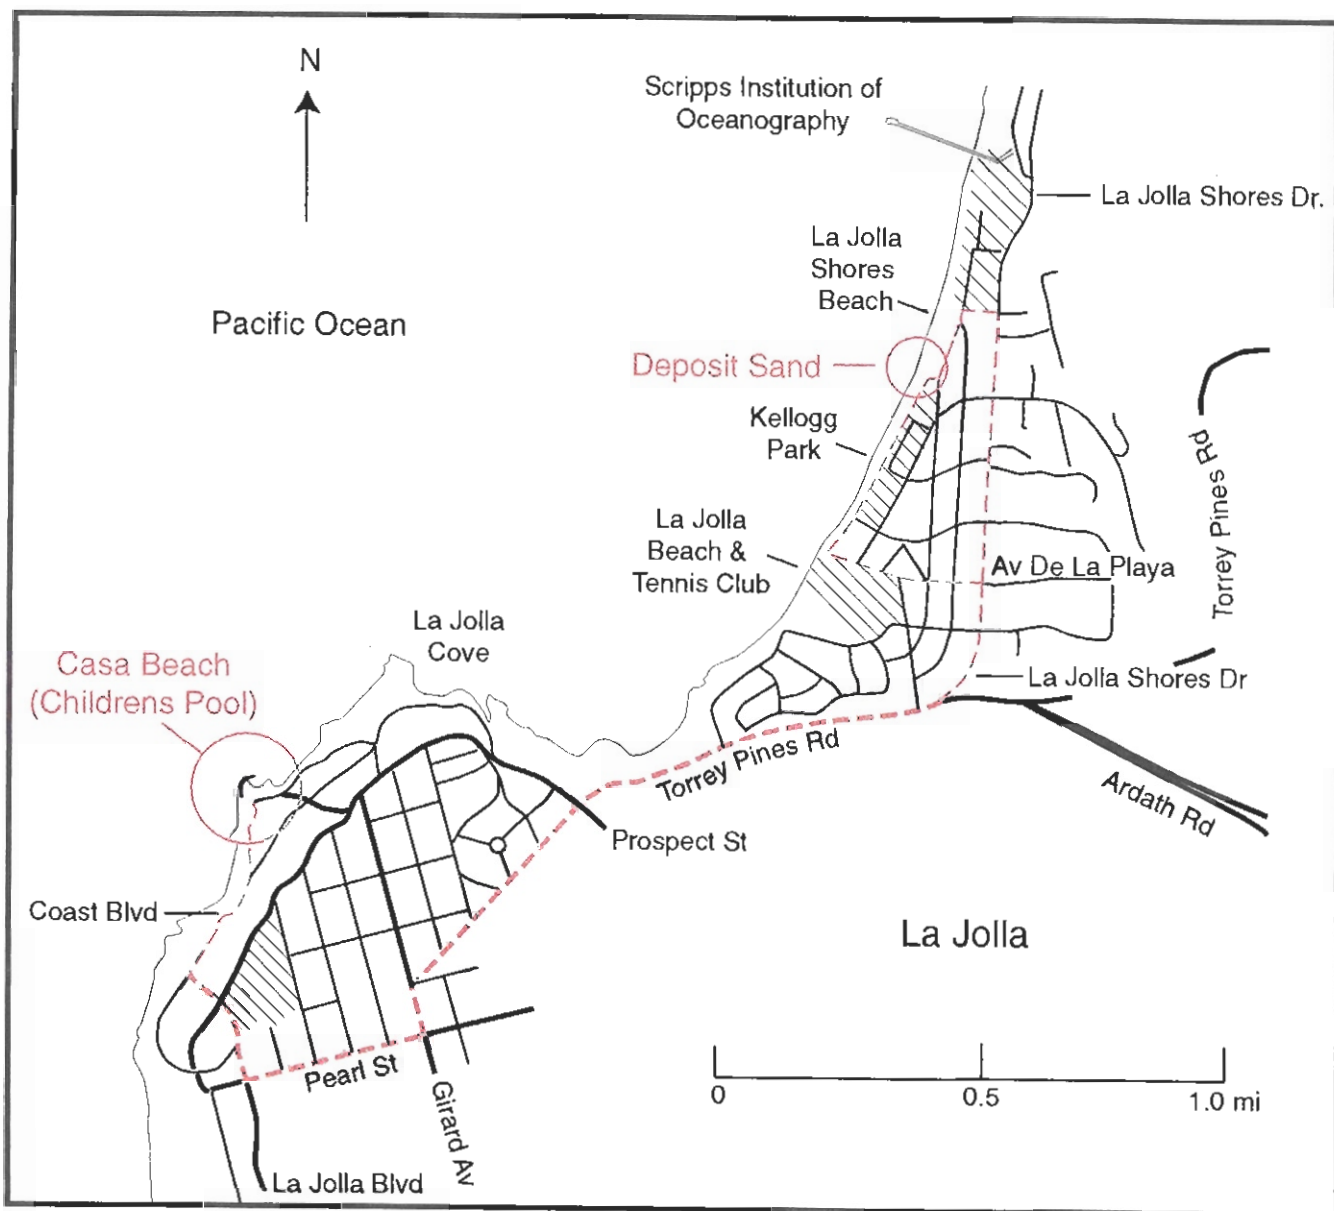 N
Scripps Institution of
Oceanography
La Jolla Shores Dr.
La Jolla
Shores
Beach
Pacific Ocean
Deposit Sand
Kellogg
Park
Torrey Pines Rd
La Jolla
Beach &
Tennis Club
Av De La Playa
La Jolla
Cove
Casa Beach
(Childrens Pool)
La Jolla Shores Dr
Torrey Pines Rd
Ardath Rd
Prospect St
Coast Blvd
La Jolla
Pearl St
Girard Av
0
0.5
1.0 mi
La Jolla Blvd